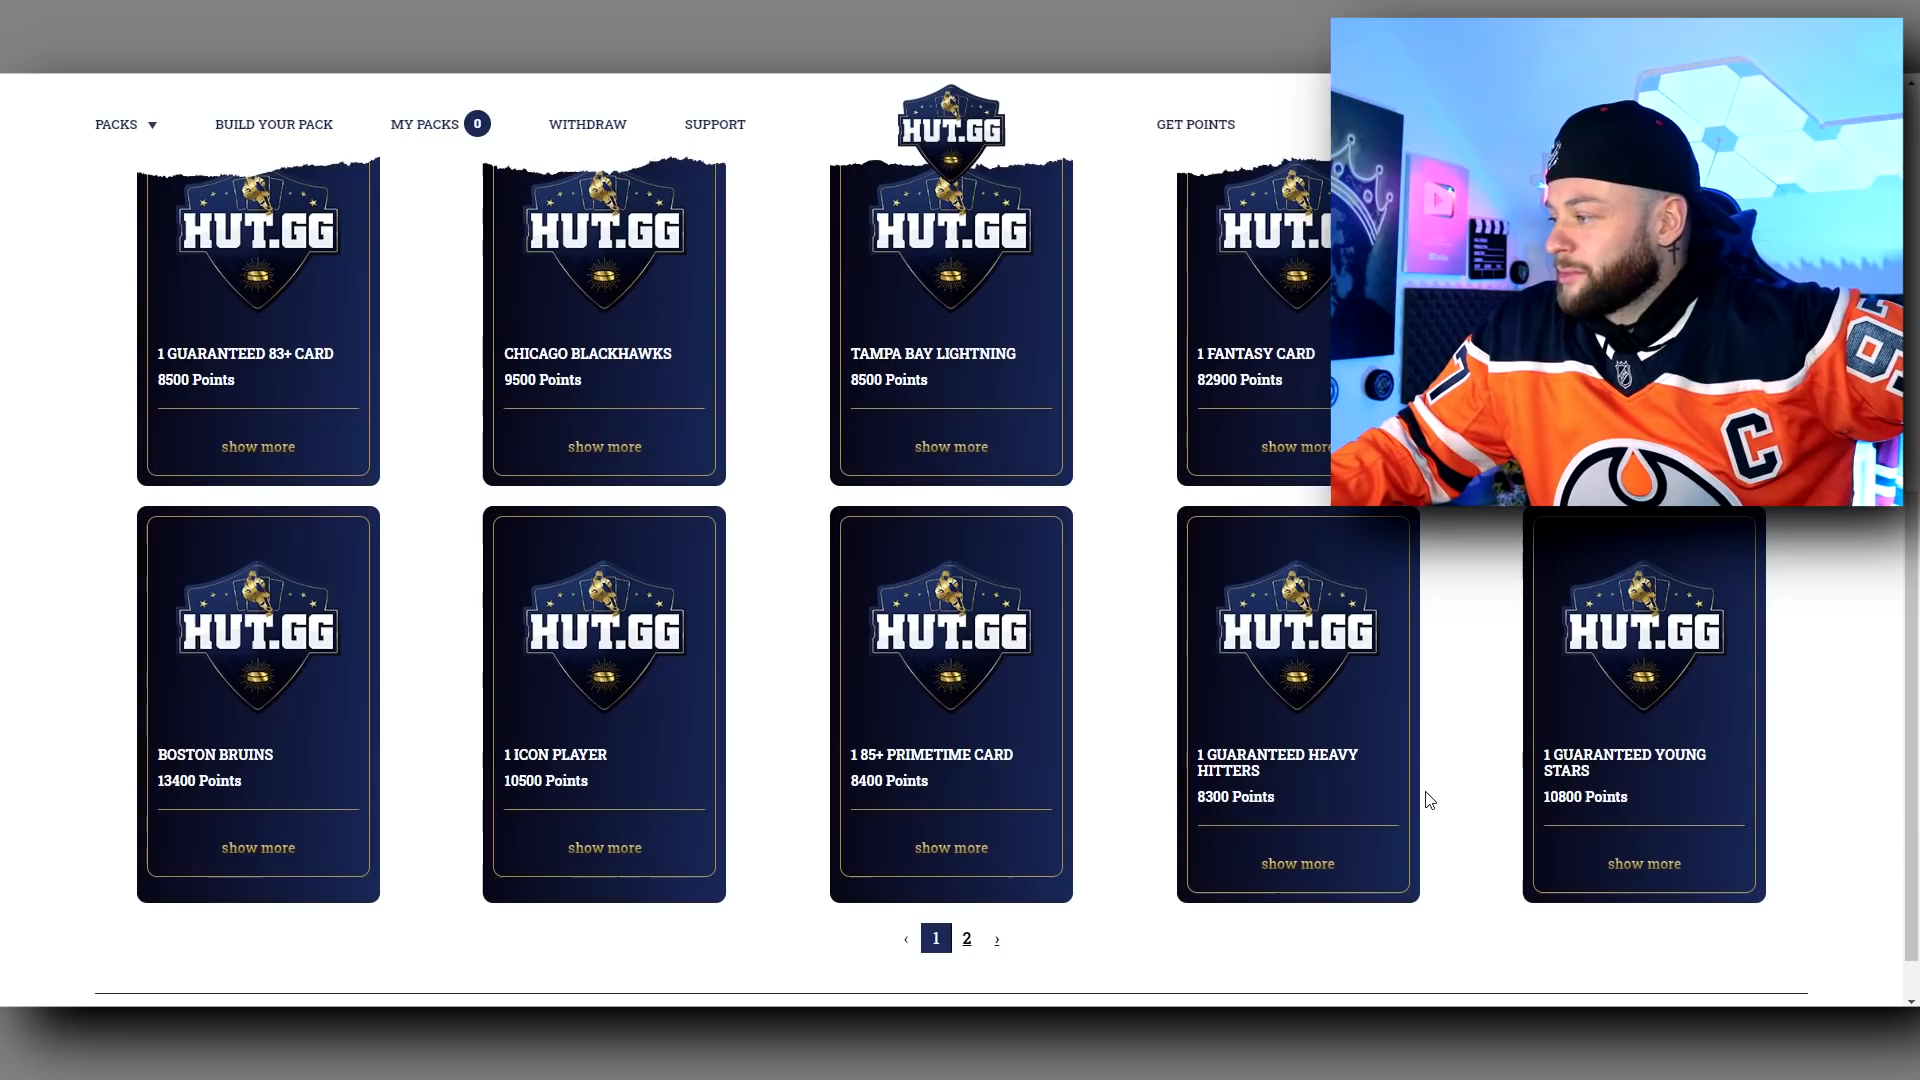 PACKS
BUILD YOUR PACK
MY PACKS 0
WITHDRAW
SUPPORT
HUT.GG
GET POINTS
HUT.GG
1 GUARANTEED 83+ CARD
8500 Points
show more
HUT.GG
CHICAGO BLACKHAWKS
9500 Points
show more
HUT.GG
TAMPA BAY LIGHTNING
8500 Points
show more
HUT.G
1 FANTASY CARD
82900 Points
show more
C
HUT.GG
BOSTON BRUINS
13400 Points
show more
HUT.GG
1 ICON PLAYER
10500 Points
show more
HUT.GG
1 85+ PRIMETIME CARD
8400 Points
show more
HUT.GG
1 GUARANTEED HEAVY
HITTERS
8300 Points
show more
HUT.GG
1 GUARANTEED YOUNG
STARS
10800 Points
show more
‹ 1 2 ›